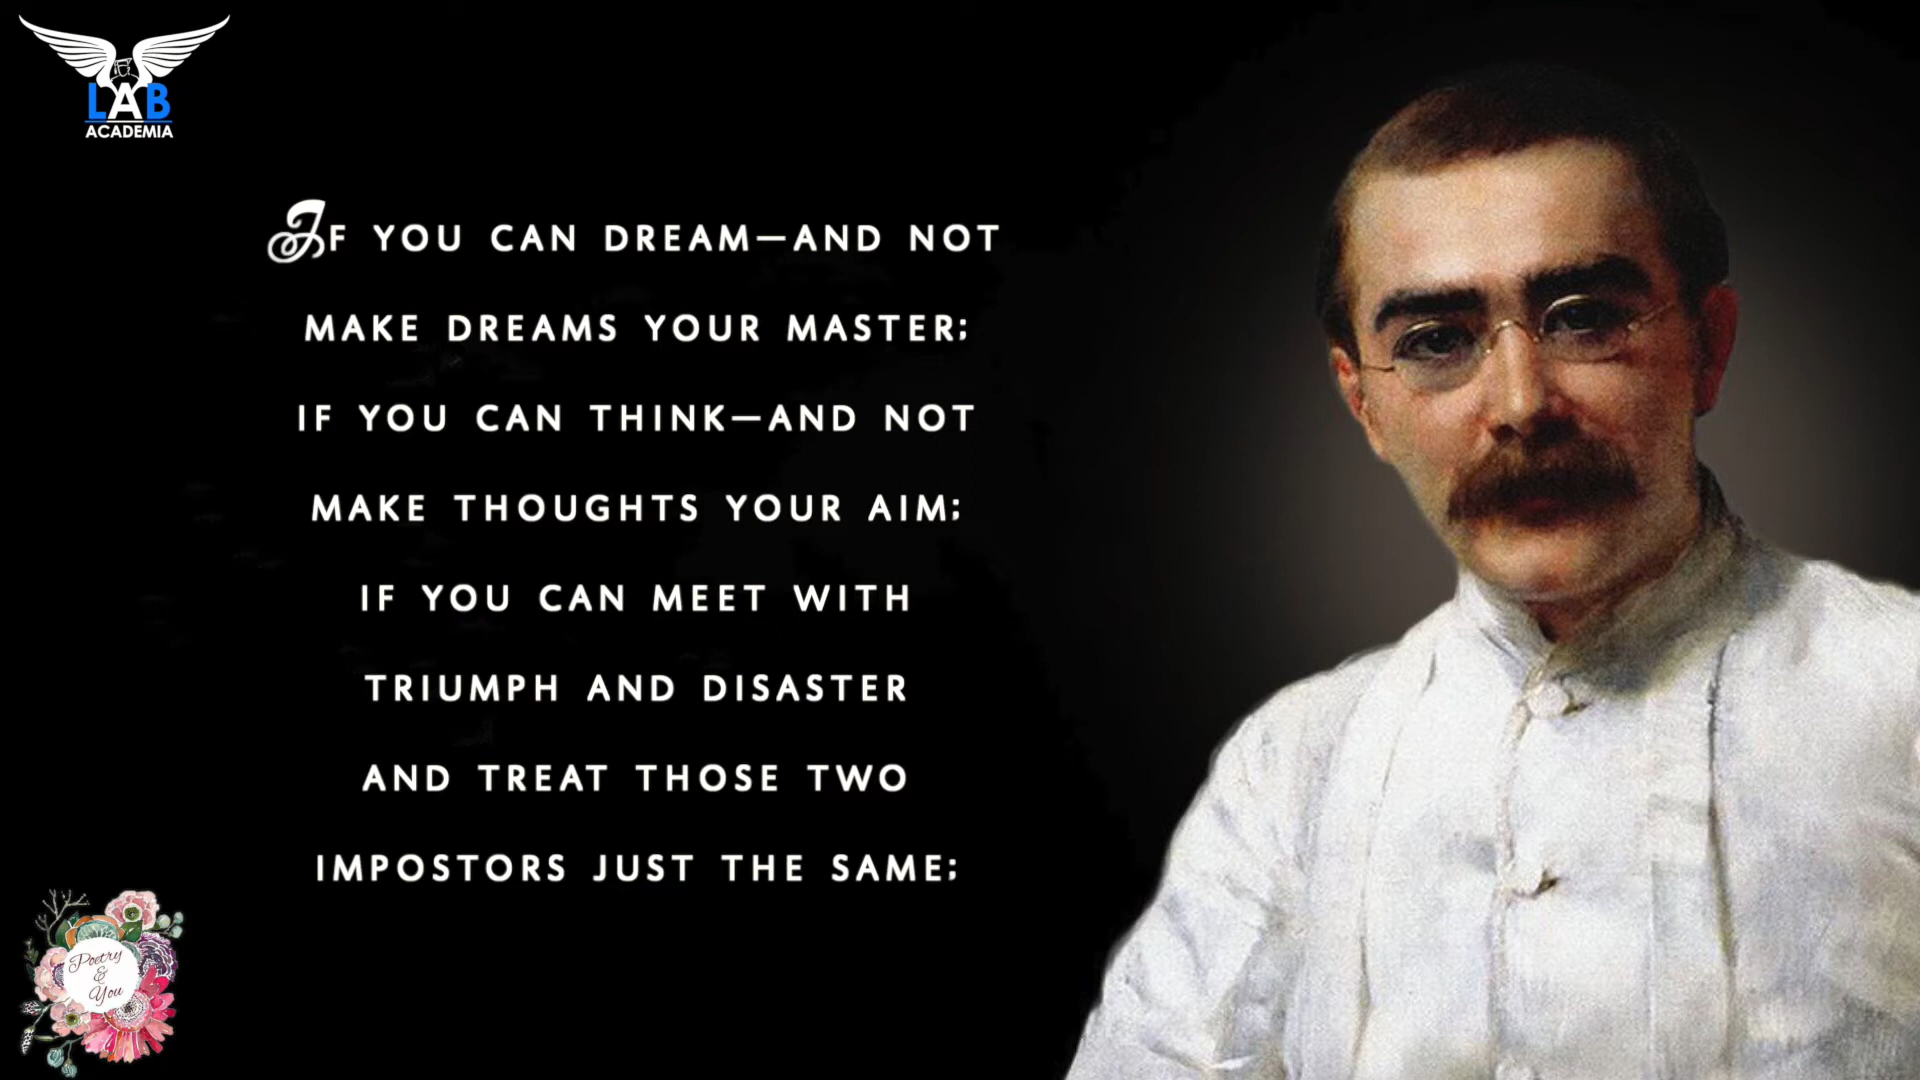 LAB
ACADEMIA
IF YOU CAN DREAM—AND NOT
MAKE DREAMS YOUR MASTER;
IF YOU CAN THINK—AND NOT
MAKE THOUGHTS YOUR AIM;
IF YOU CAN MEET WITH
TRIUMPH AND DISASTER
AND TREAT THOSE TWO
IMPOSTORS JUST THE SAME;
Poetry
&
You